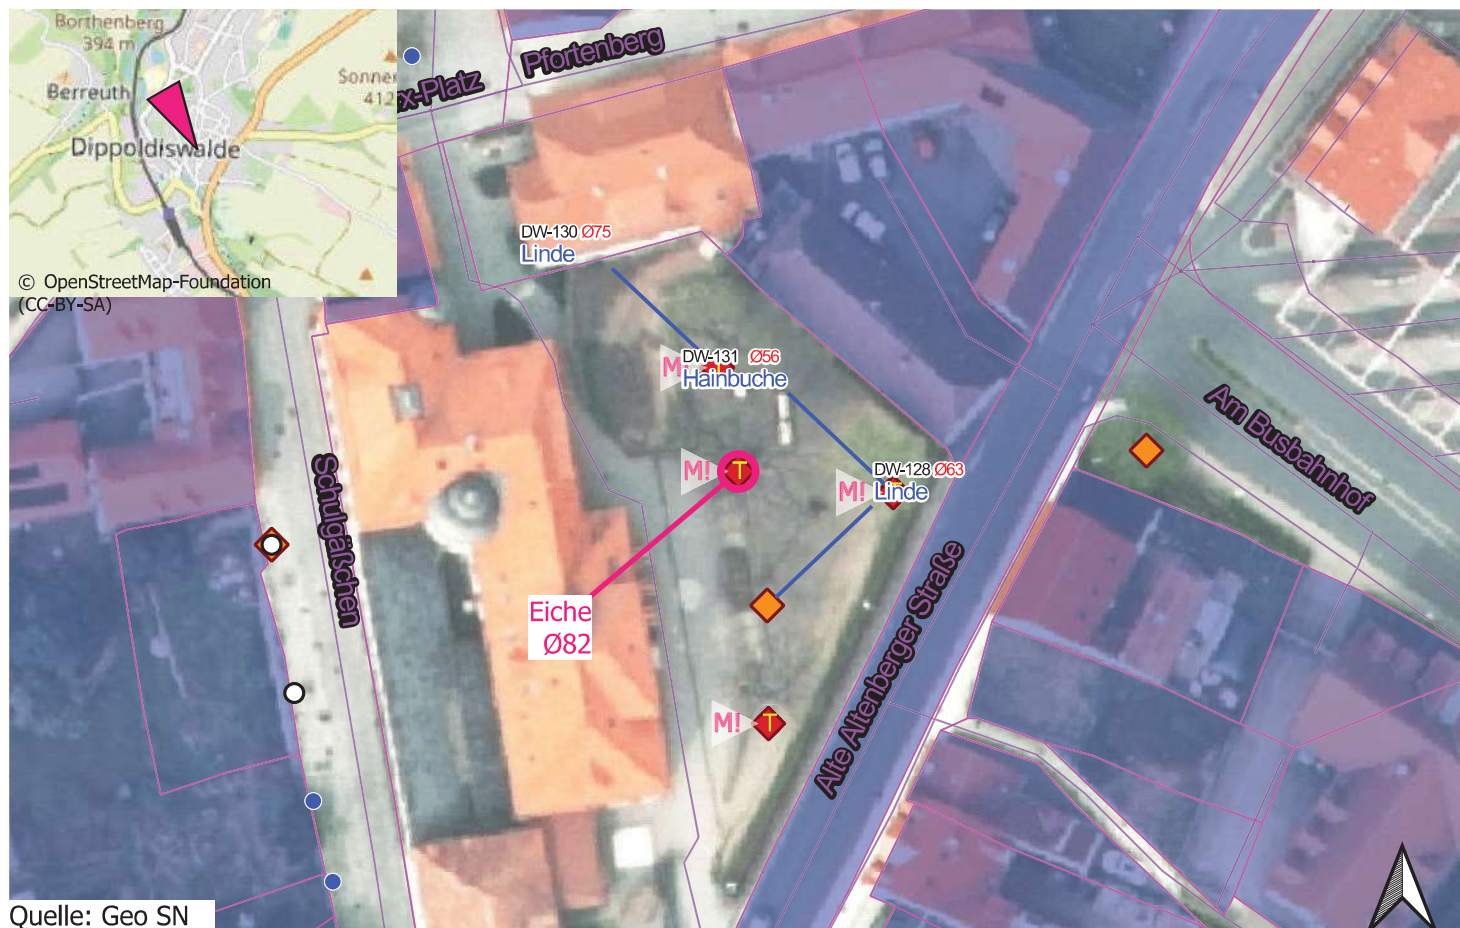 Borthenberg
394 m
Berreuth
Dippoldiswalde
Sonner
412
© OpenStreetMap-Foundation
(CC-BY-SA)
x-Platz
Pfortenberg
DW-130 Ø75
Linde
M!
DW-131 Ø56
Hainbuche
M!
T
M!
DW-128 Ø63
Linde
Am Busbahnhof
Schulgäßchen
Alte Altenberger Straße
Eiche
Ø82
M!
T
Quelle: Geo SN